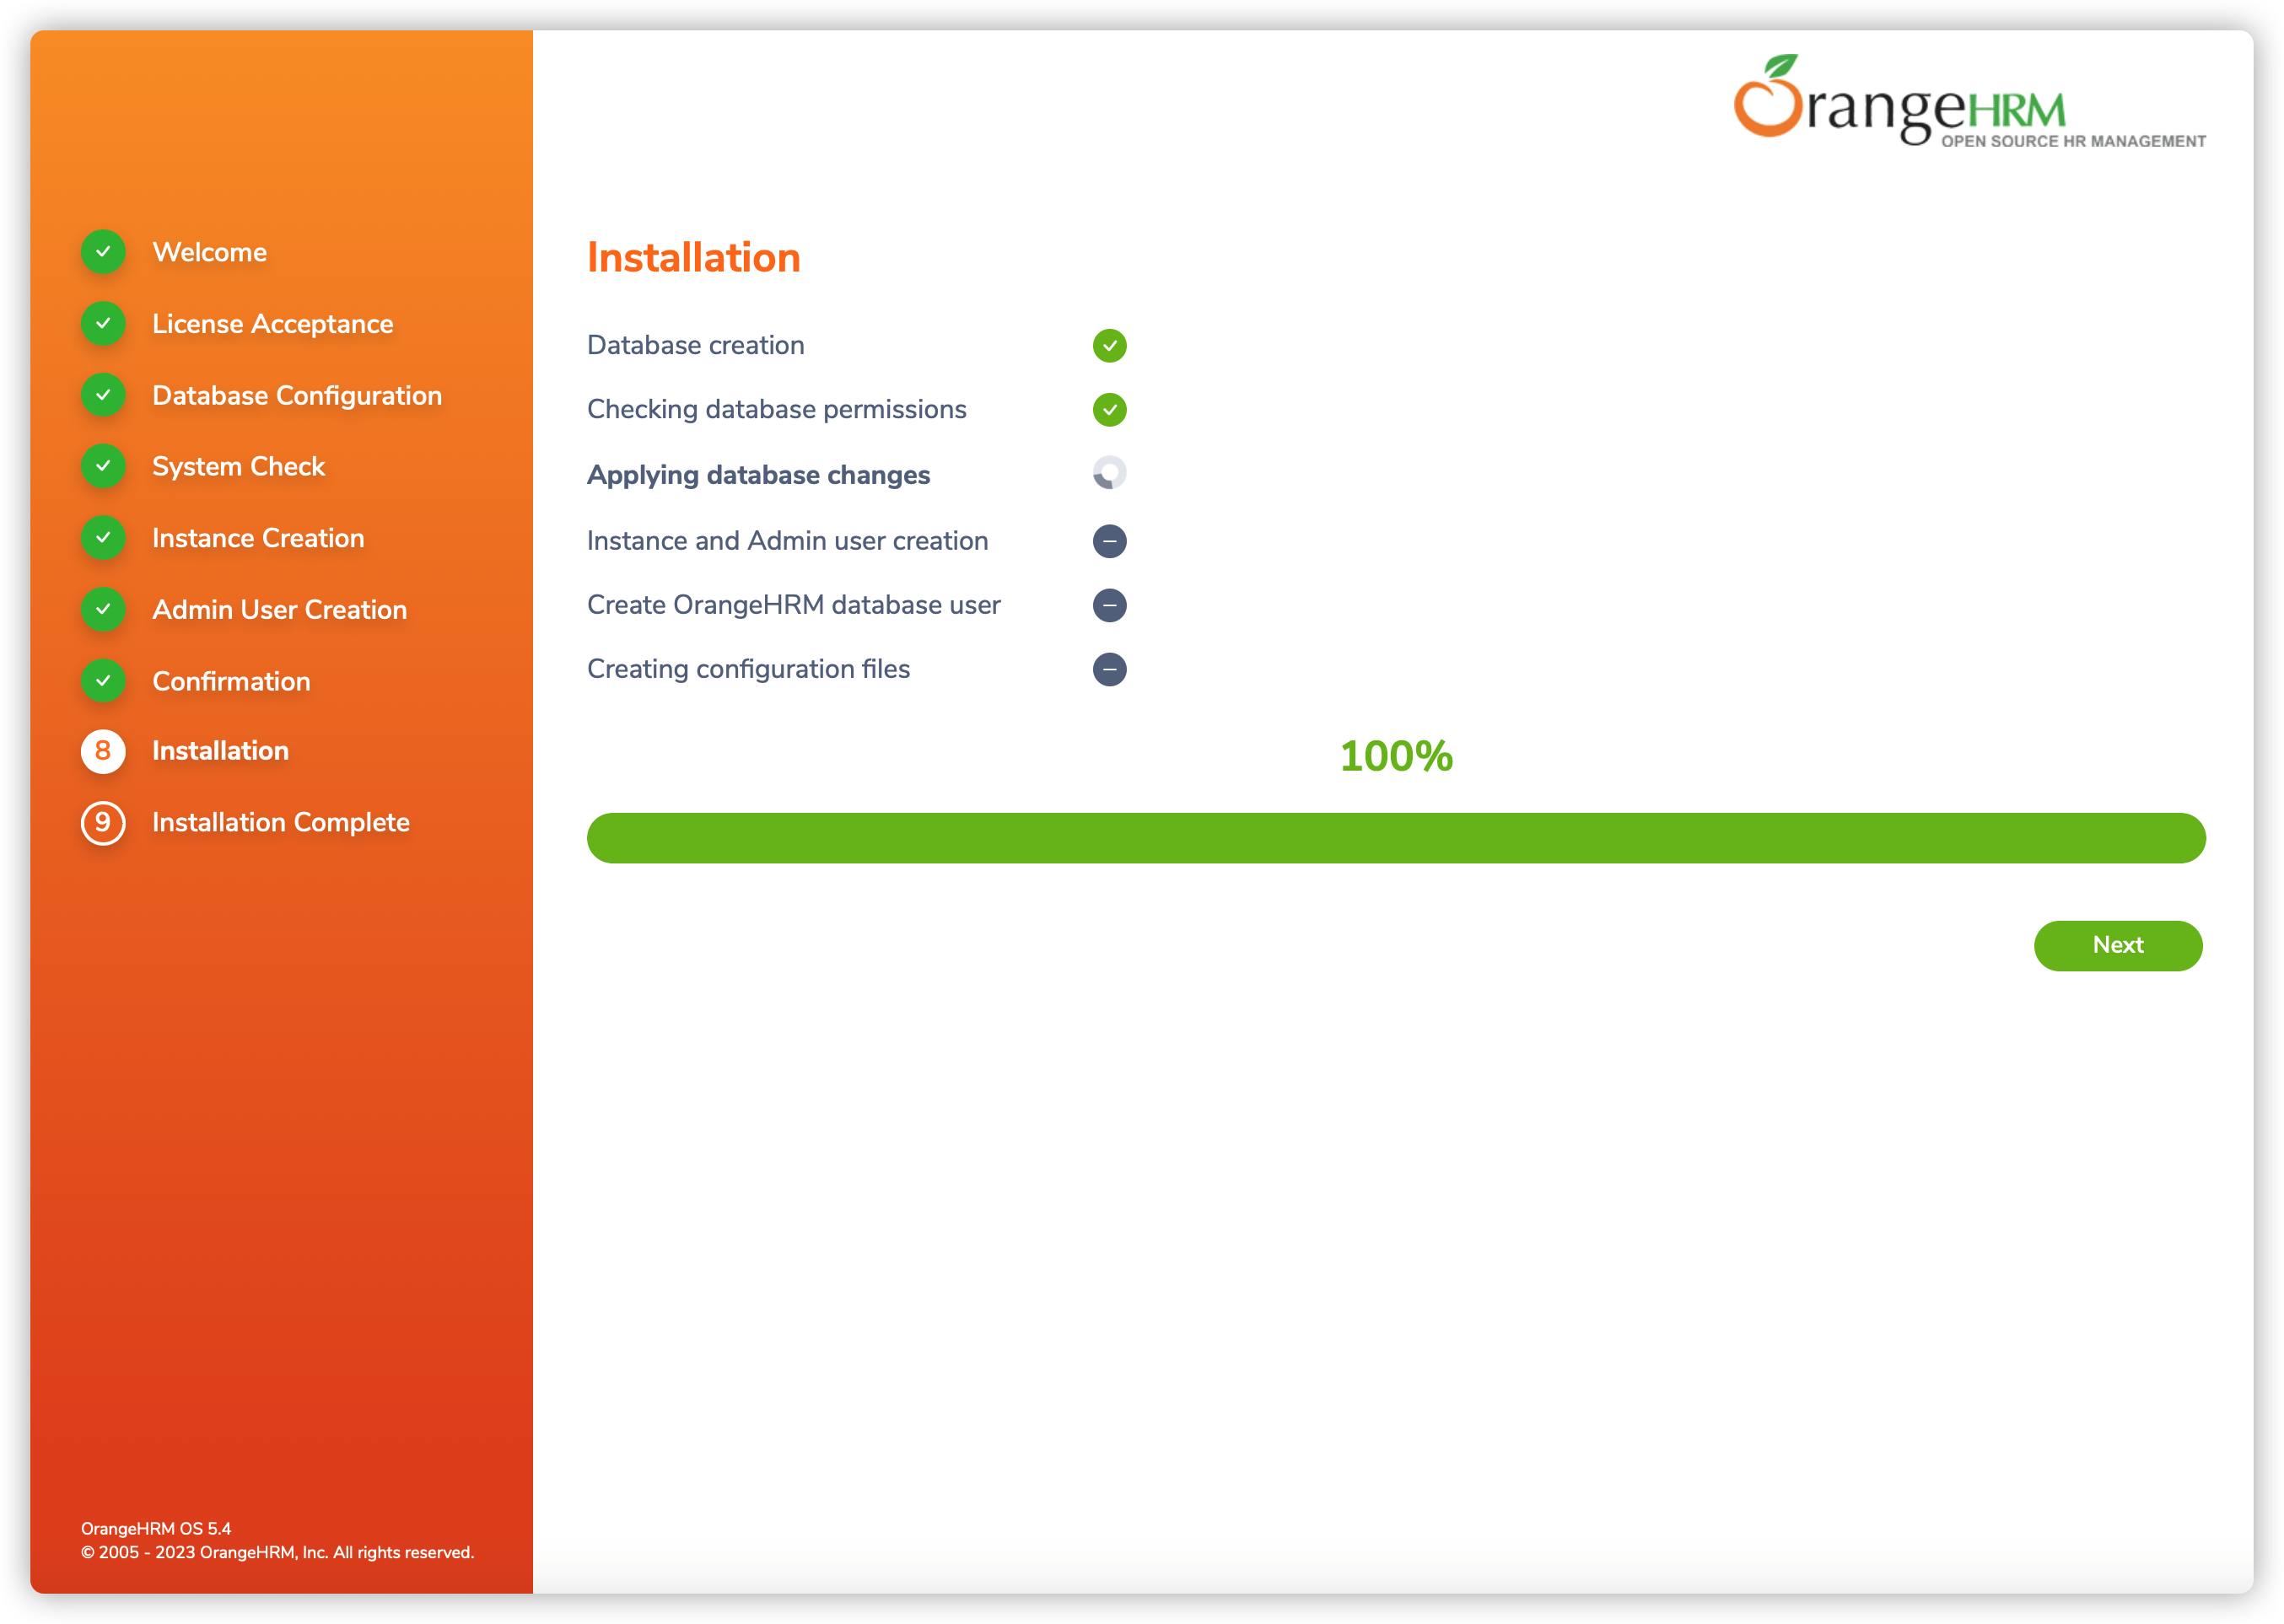 OrangeHRM
OPEN SOURCE HR MANAGEMENT
Welcome
License Acceptance
Database Configuration
System Check
Instance Creation
Admin User Creation
Confirmation
8 Installation
9 Installation Complete
OrangeHRM OS 5.4
© 2005 - 2023 OrangeHRM, Inc. All rights reserved.
Installation
Database creation
Checking database permissions
Applying database changes
Instance and Admin user creation
Create OrangeHRM database user
Creating configuration files
100%
Next